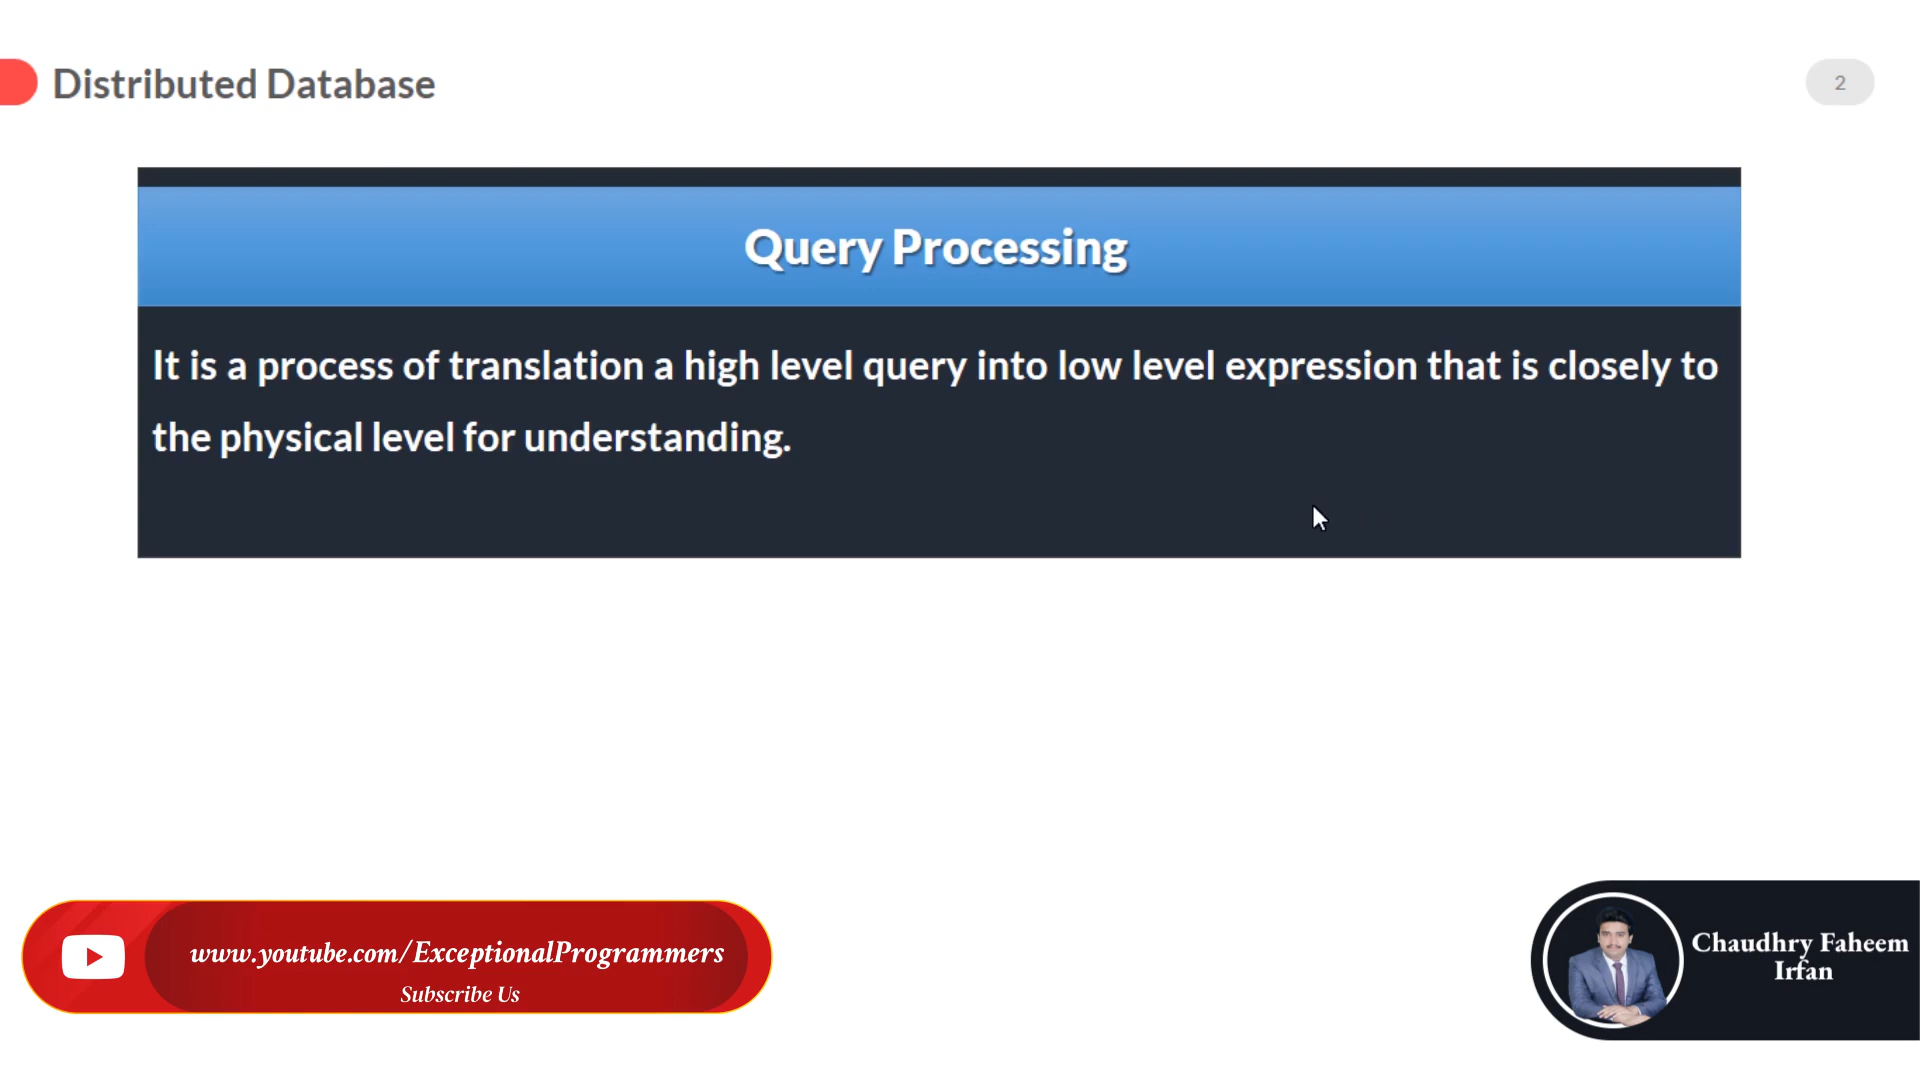 Distributed Database
2
Query Processing
It is a process of translation a high level query into low level expression that is closely to
the physical level for understanding.
www.youtube.com/ExceptionalProgrammers
Subscribe Us
Chaudhry Faheem
Irfan